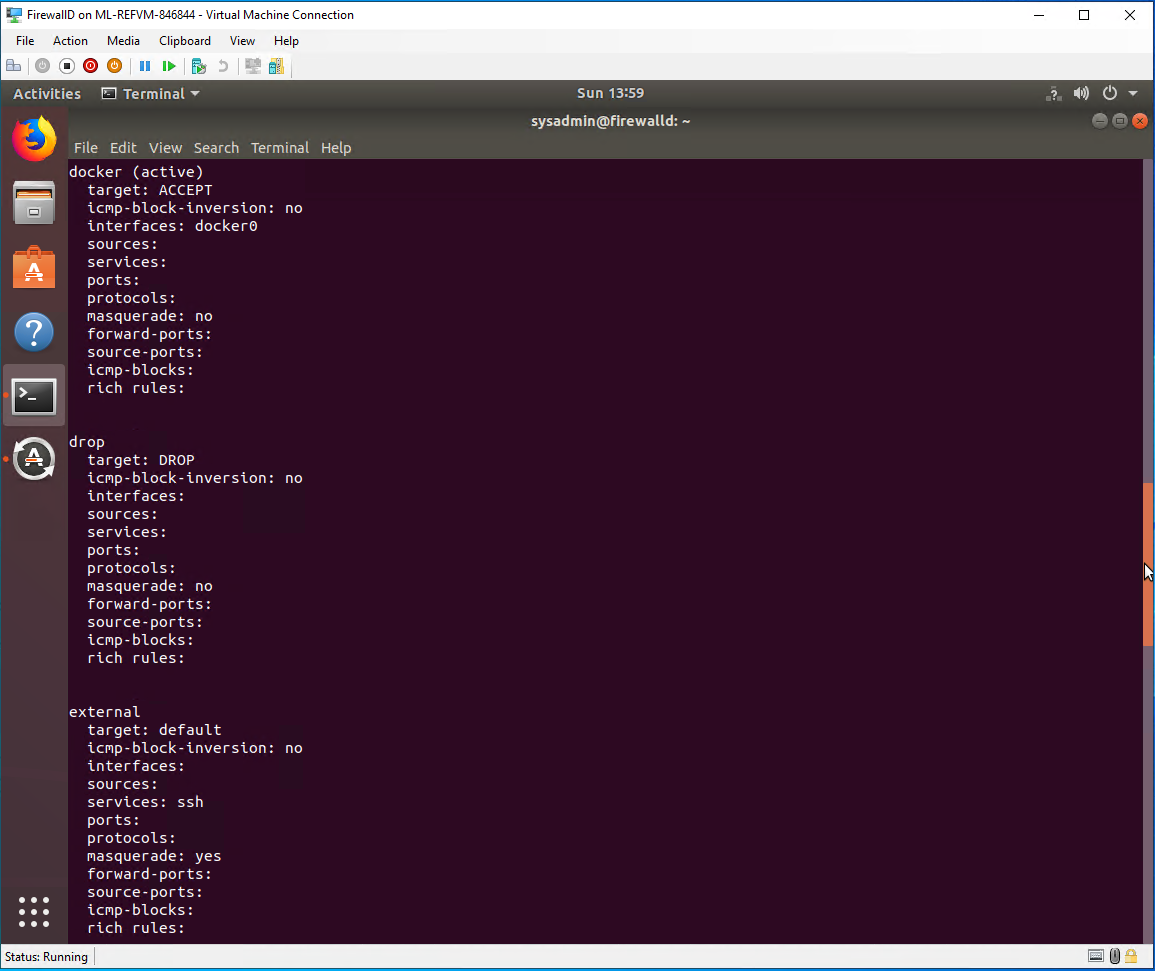 FirewallD on ML-REFVM-846844 - Virtual Machine Connection
File Action Media Clipboard View Help
Activities Terminal Sun 13:59
sysadmin@firewalld: ~
File Edit View Search Terminal Help
docker (active)
  target: ACCEPT
  icmp-block-inversion: no
  interfaces: docker0
  sources:
  services:
  ports:
  protocols:
  masquerade: no
  forward-ports:
  source-ports:
  icmp-blocks:
  rich rules:
drop
  target: DROP
  icmp-block-inversion: no
  interfaces:
  sources:
  services:
  ports:
  protocols:
  masquerade: no
  forward-ports:
  source-ports:
  icmp-blocks:
  rich rules:
external
  target: default
  icmp-block-inversion: no
  interfaces:
  sources:
  services: ssh
  ports:
  protocols:
  masquerade: yes
  forward-ports:
  source-ports:
  icmp-blocks:
  rich rules:
Status: Running